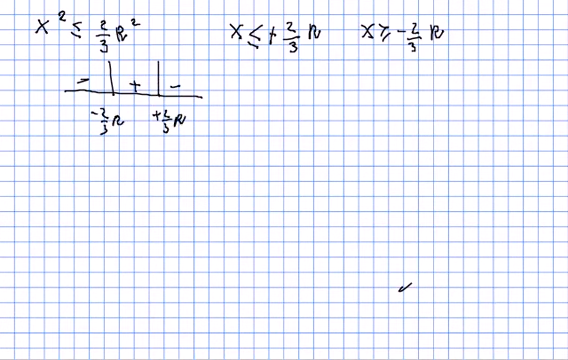 x² ≤ 2/3 R² x ≤ + 2/3 R x ≥ - 2/3 R
- + -
-2/3 R +2/3 R